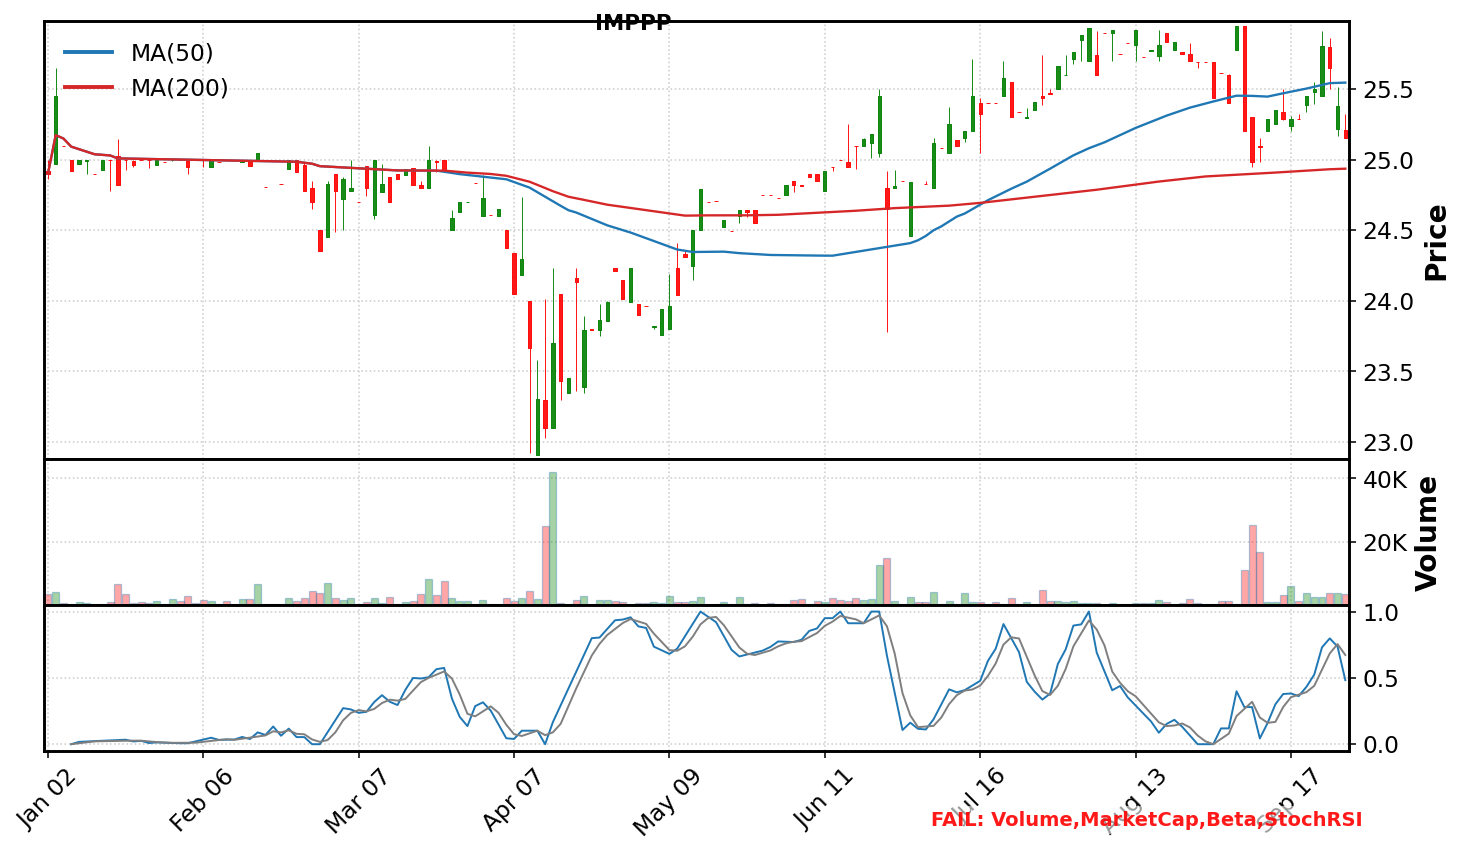 IMPPP
MA(50)
MA(200)
25.5
25.0
24.5
24.0
23.5
23.0
Price
40K
20K
Volume
1.0
0.5
0.0
Jan 02
Feb 06
Mar 07
Apr 07
May 09
Jun 11
Jul 16
Aug 13
Sep 17
FAIL: Volume,MarketCap,Beta,StochRSI